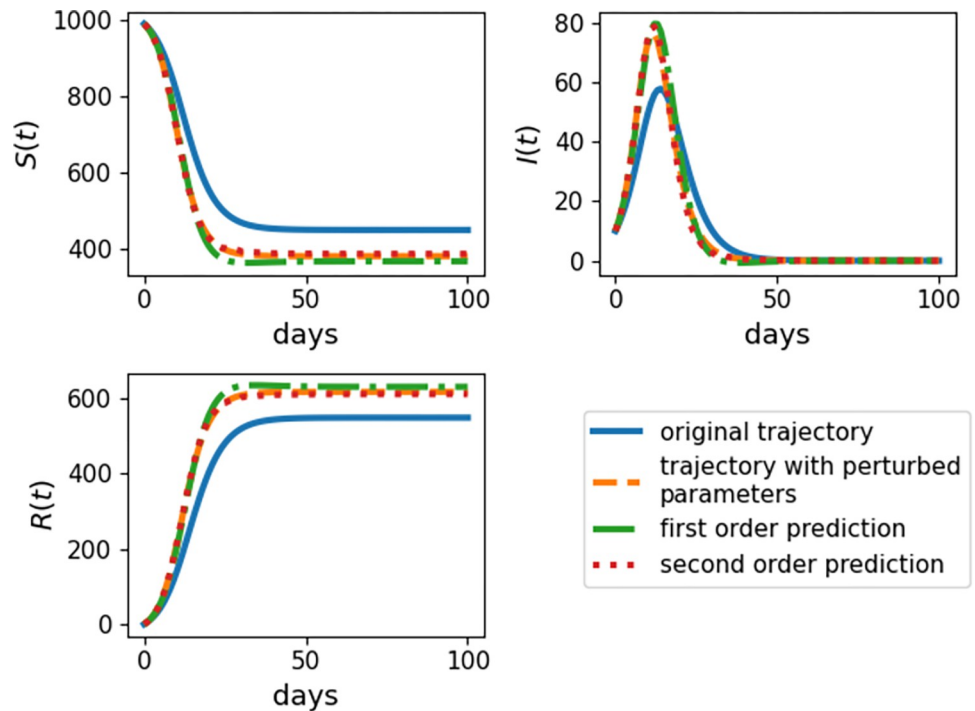 1000
800
600
400
S(t)
0
50
100
days
80
60
40
20
0
I(t)
0
50
100
days
600
400
200
0
R(t)
0
50
100
days
original trajectory
trajectory with perturbed
parameters
first order prediction
second order prediction